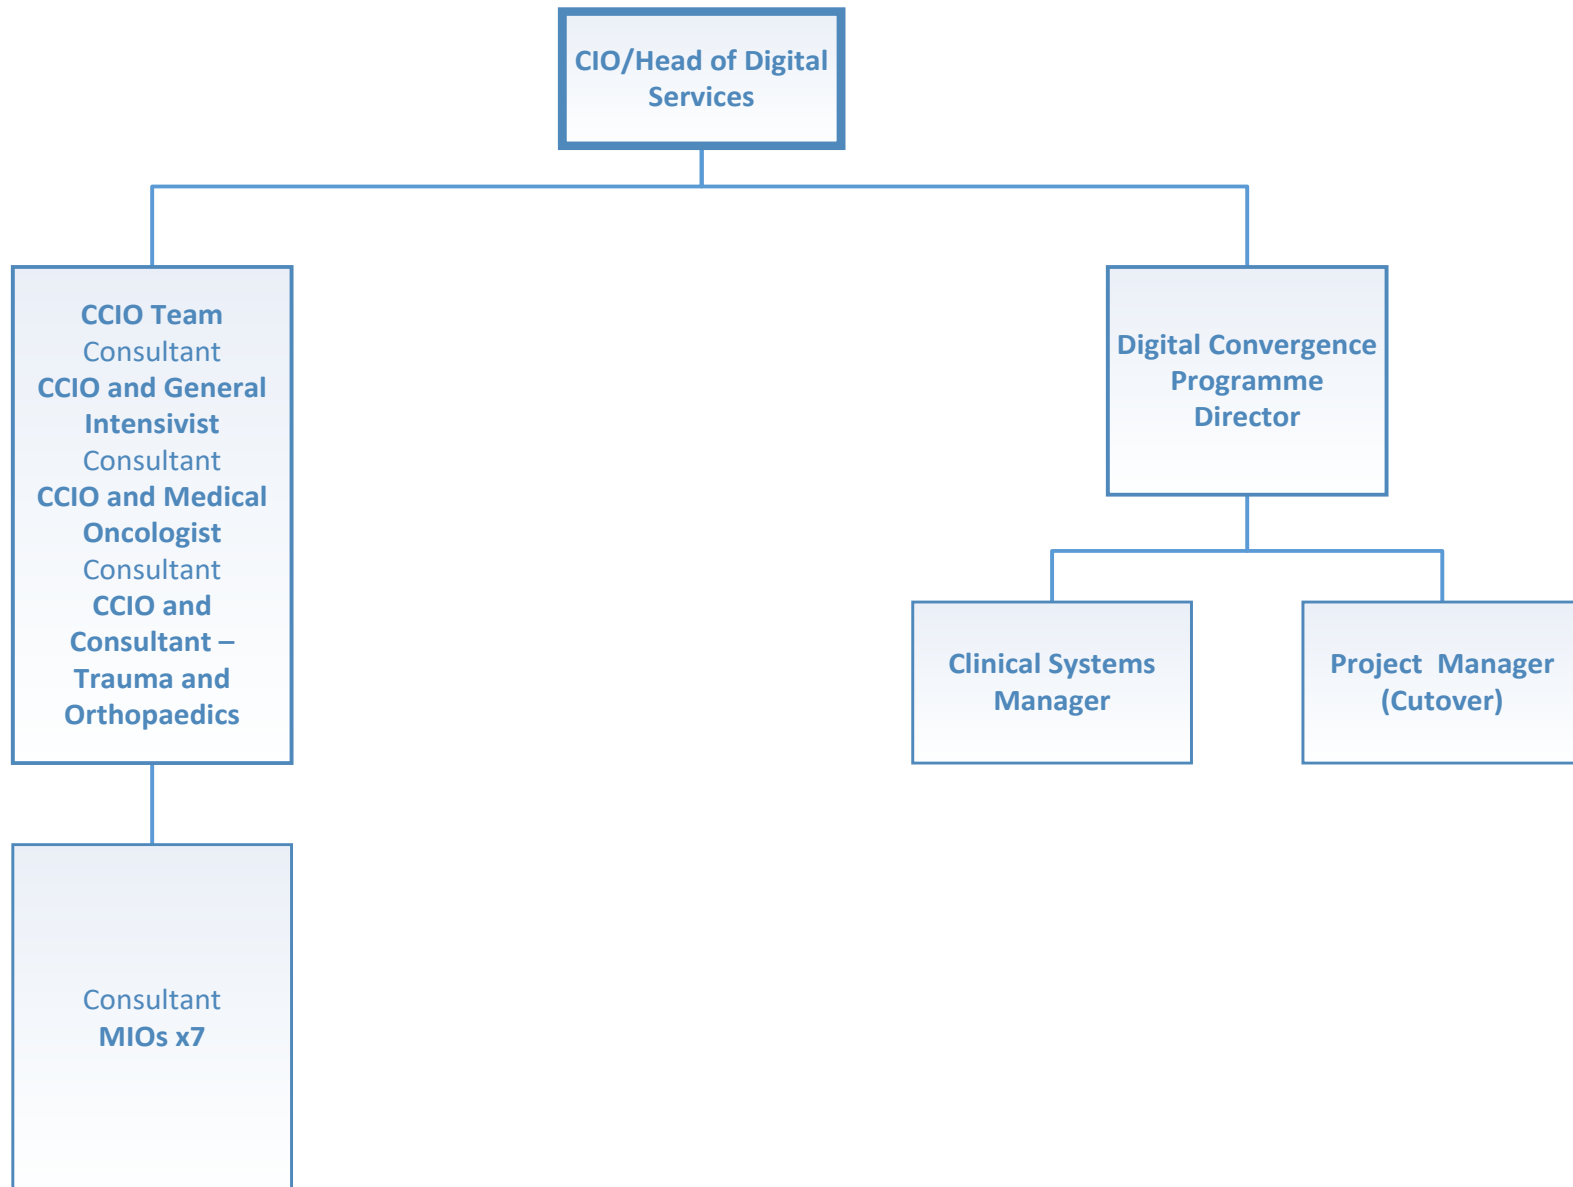 CIO/Head of Digital
Services
CCIO Team
Consultant
CCIO and General
Intensivist
Consultant
CCIO and Medical
Oncologist
Consultant
CCIO and
Consultant –
Trauma and
Orthopaedics
Digital Convergence
Programme
Director
Clinical Systems
Manager
Project  Manager
(Cutover)
Consultant
MIOs x7